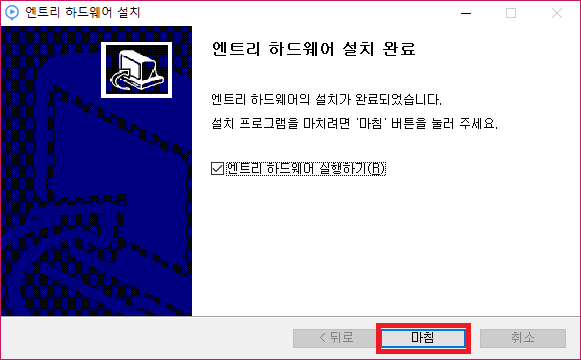 엔트리 하드웨어 설치
엔트리 하드웨어 설치 완료
엔트리 하드웨어의 설치가 완료되었습니다.
설치 프로그램을 마치려면 '마침' 버튼을 눌러 주세요.
엔트리 하드웨어 실행하기(R)
< 뒤로 마침 취소